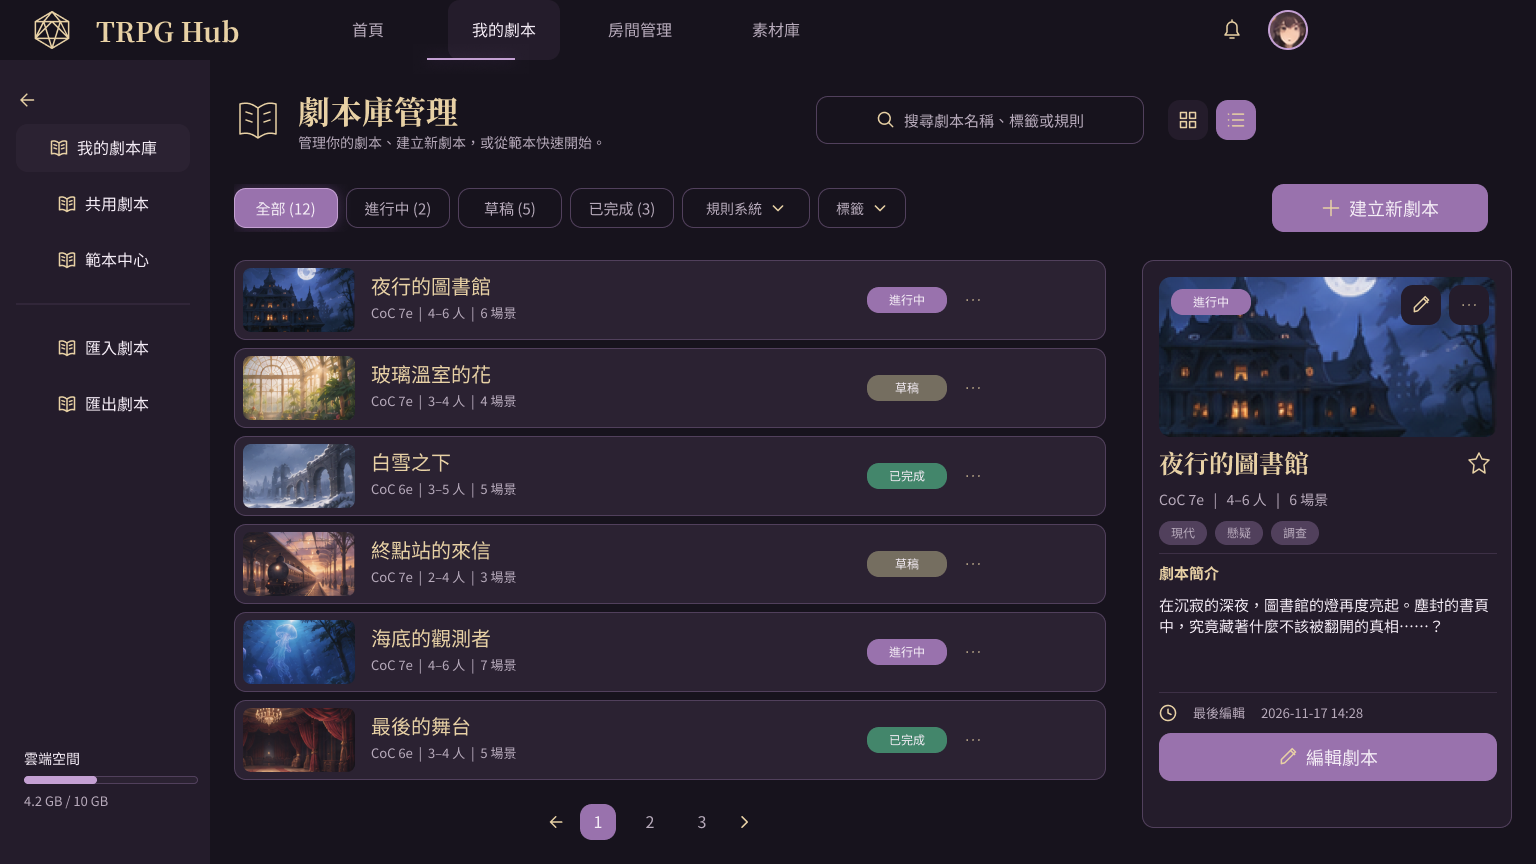 TRPG Hub
首頁
我的劇本
房間管理
素材庫
我的劇本庫
共用劇本
範本中心
匯入劇本
匯出劇本
雲端空間
4.2 GB / 10 GB
劇本庫管理
管理你的劇本、建立新劇本，或從範本快速開始。
搜尋劇本名稱、標籤或規則
全部 (12)
進行中 (2)
草稿 (5)
已完成 (3)
規則系統
標籤
建立新劇本
夜行的圖書館
CoC 7e | 4–6 人 | 6 場景
進行中
...
玻璃溫室的花
CoC 7e | 3–4 人 | 4 場景
草稿
...
白雪之下
CoC 6e | 3–5 人 | 5 場景
已完成
...
終點站的來信
CoC 7e | 2–4 人 | 3 場景
草稿
...
海底的觀測者
CoC 7e | 4–6 人 | 7 場景
進行中
...
最後的舞台
CoC 6e | 3–4 人 | 5 場景
已完成
...
1 2 3
進行中
...
夜行的圖書館
CoC 7e | 4–6 人 | 6 場景
現代 懸疑 調查
劇本簡介
在沉寂的深夜，圖書館的燈再度亮起。塵封的書頁
中，究竟藏著什麼不該被翻開的真相⋯⋯？
最後編輯 2026-11-17 14:28
編輯劇本